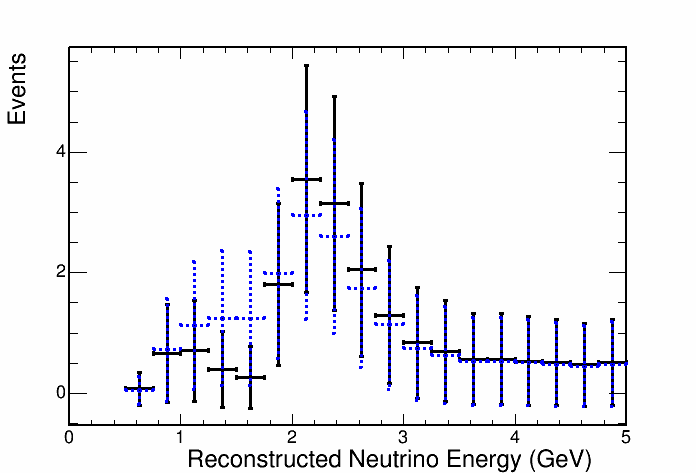 Events
4
2
0
0 1 2 3 4 5
Reconstructed Neutrino Energy (GeV)